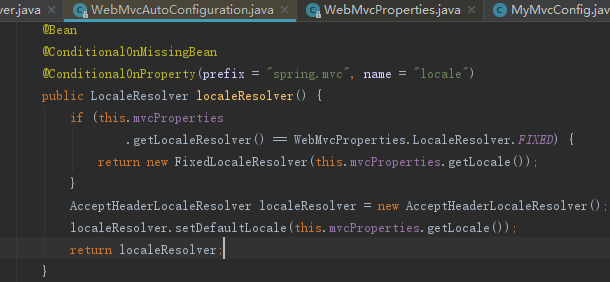 ver.java × WebMvcAutoConfiguration.java × WebMvcProperties.java × MyMvcConfig.java
@Bean
@ConditionalOnMissingBean
@ConditionalOnProperty(prefix = "spring.mvc", name = "locale")
public LocaleResolver localeResolver() {
if (this.mvcProperties
.getLocaleResolver() == WebMvcProperties.LocaleResolver.FIXED) {
return new FixedLocaleResolver(this.mvcProperties.getLocale());
}
AcceptHeaderLocaleResolver localeResolver = new AcceptHeaderLocaleResolver();
localeResolver.setDefaultLocale(this.mvcProperties.getLocale());
return localeResolver;
}